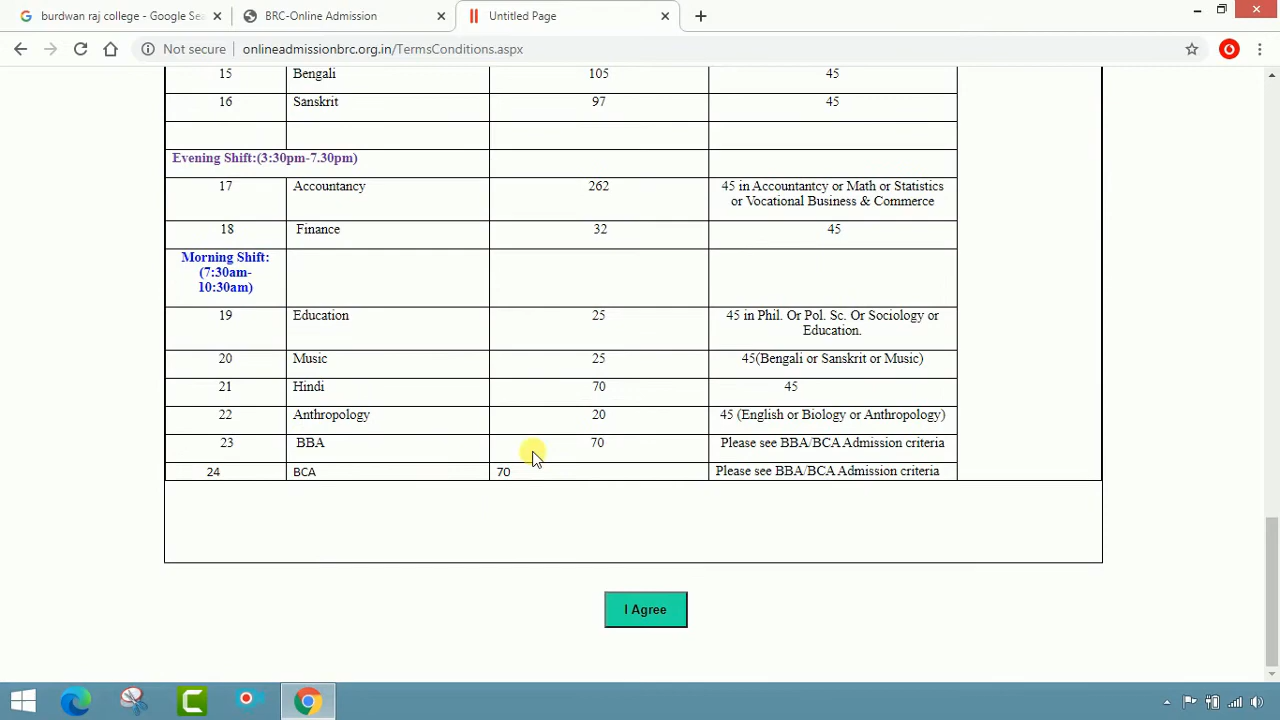 burdwan raj college - Google Sea
BRC-Online Admission
Untitled Page
Not secure
onlineadmissionbrc.org.in/TermsConditions.aspx
15 Bengali 105 45
16 Sanskrit 97 45
Evening Shift:(3:30pm-7.30pm)
17 Accountancy 262 45 in Accountantcy or Math or Statistics
or Vocational Business & Commerce
18 Finance 32 45
Morning Shift:
(7:30am-
10:30am)
19 Education 25 45 in Phil. Or Pol. Sc. Or Sociology or
Education.
20 Music 25 45(Bengali or Sanskrit or Music)
21 Hindi 70 45
22 Anthropology 20 45 (English or Biology or Anthropology)
23 BBA 70 Please see BBA/BCA Admission criteria
24 BCA 70 Please see BBA/BCA Admission criteria
I Agree